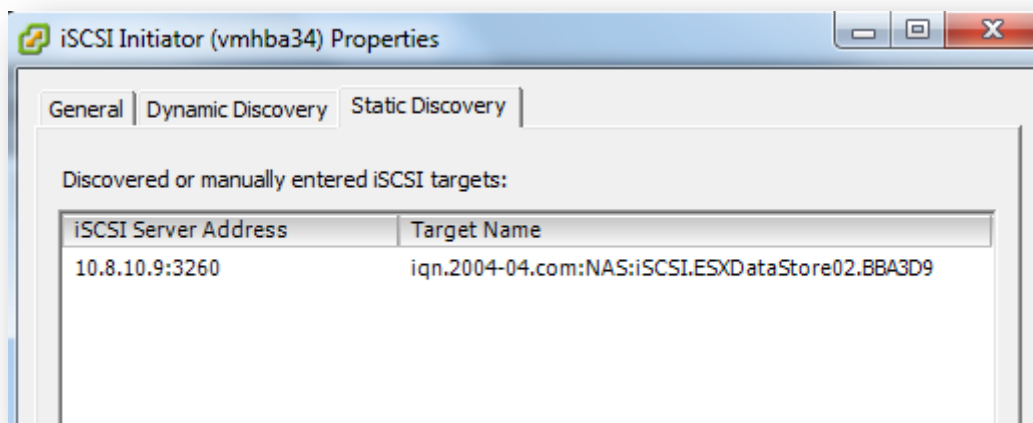 iSCSI Initiator (vmhba34) Properties
General Dynamic Discovery Static Discovery
Discovered or manually entered iSCSI targets:
iSCSI Server Address Target Name
10.8.10.9:3260 iqn.2004-04.com:NAS:iSCSI.ESXDataStore02.BBA3D9